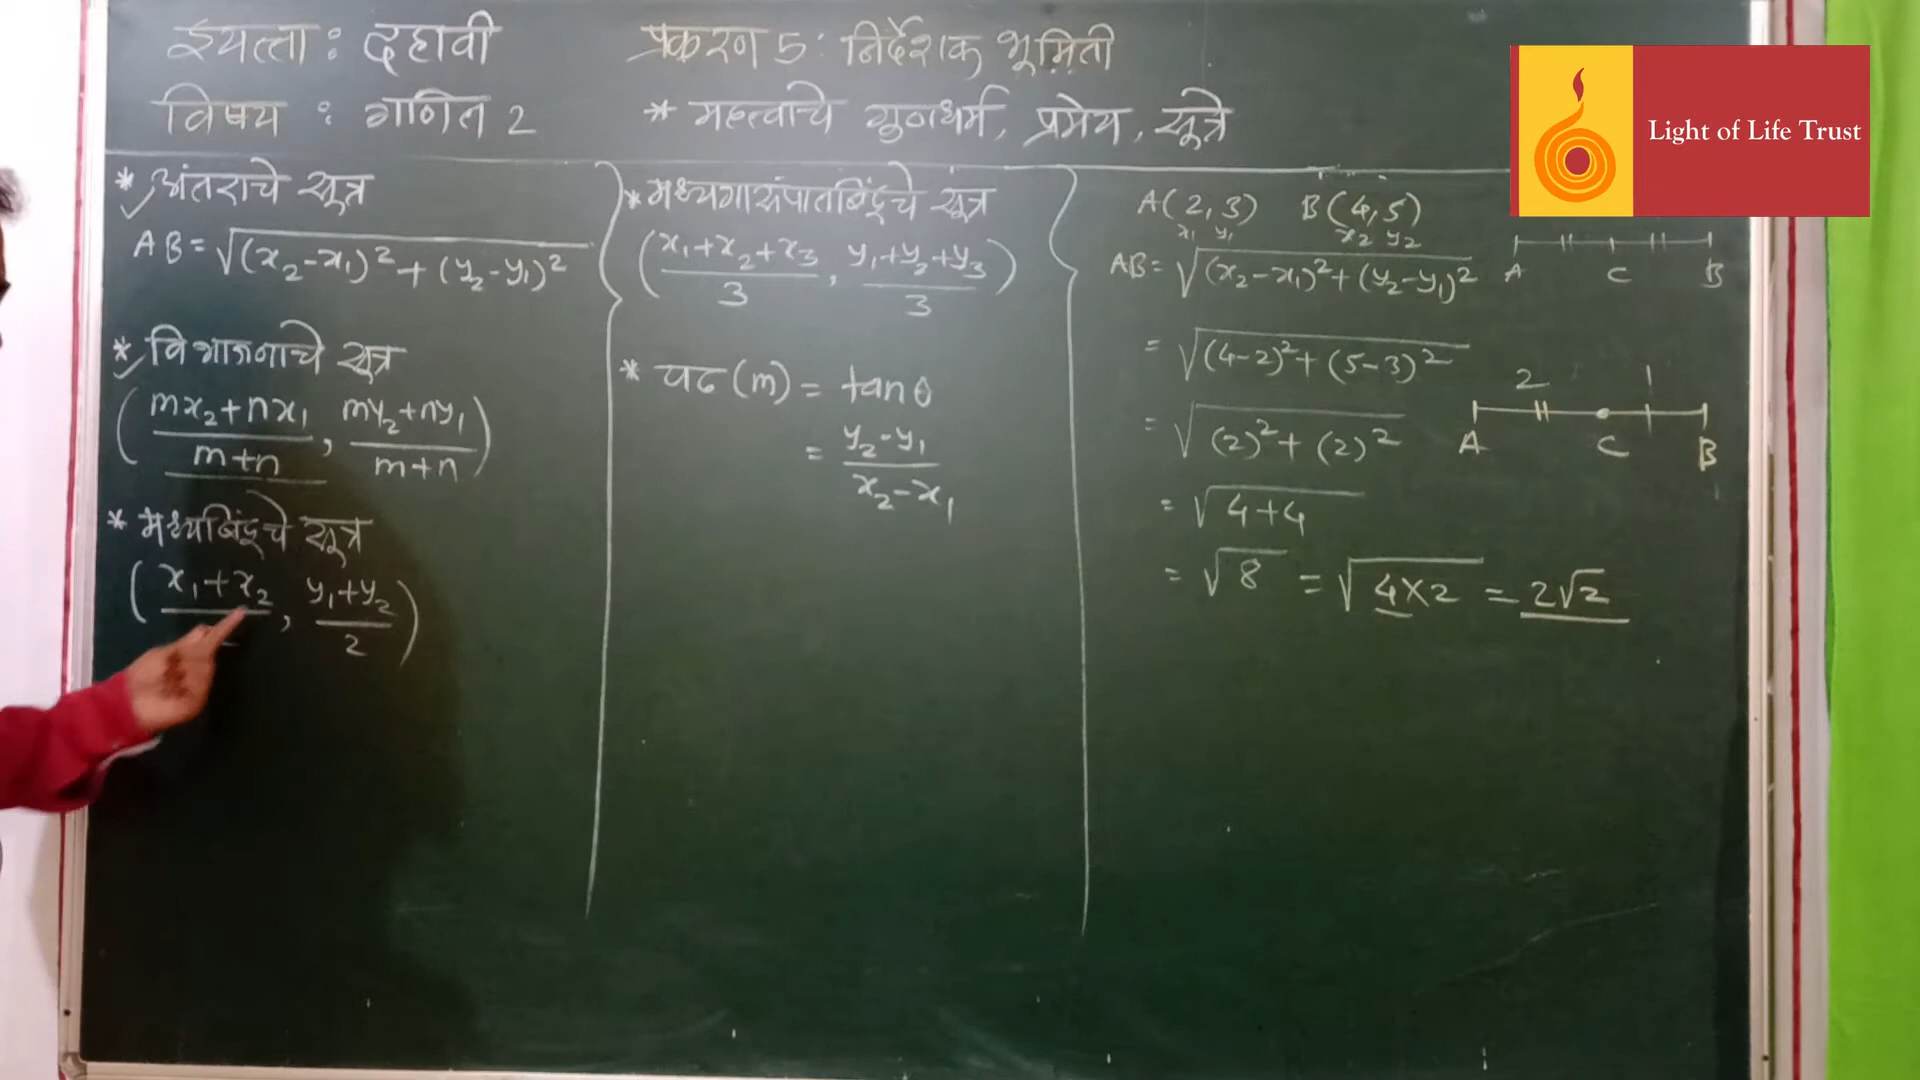 इयत्ता : दहावी
प्रकरण 5 : निर्देशक भूमिती
विषय : गणित 2
* महत्वाचे गुणधर्म, प्रमेय, सूत्रे
Light of Life Trust
* अंतराचे सूत्र
AB = √(x₂-x₁)² + (y₂-y₁)²
* विभाजनाचे सूत्र
(mx₂+nx₁ / m+n , my₂+ny₁ / m+n)
* मध्यबिंदूचे सूत्र
(x₁+x₂ / 2 , y₁+y₂ / 2)
* मध्यगासंपातबिंदूचे सूत्र
(x₁+x₂+x₃ / 3 , y₁+y₂+y₃ / 3)
* चढ (m) = tan θ
= y₂-y₁ / x₂-x₁
A(2, 3) B(4, 5)
x₁ y₁ x₂ y₂
AB = √(x₂-x₁)² + (y₂-y₁)²
= √(4-2)² + (5-3)²
= √(2)² + (2)²
= √4+4
= √8 = √4×2 = 2√2
A C B
2 1
A C B